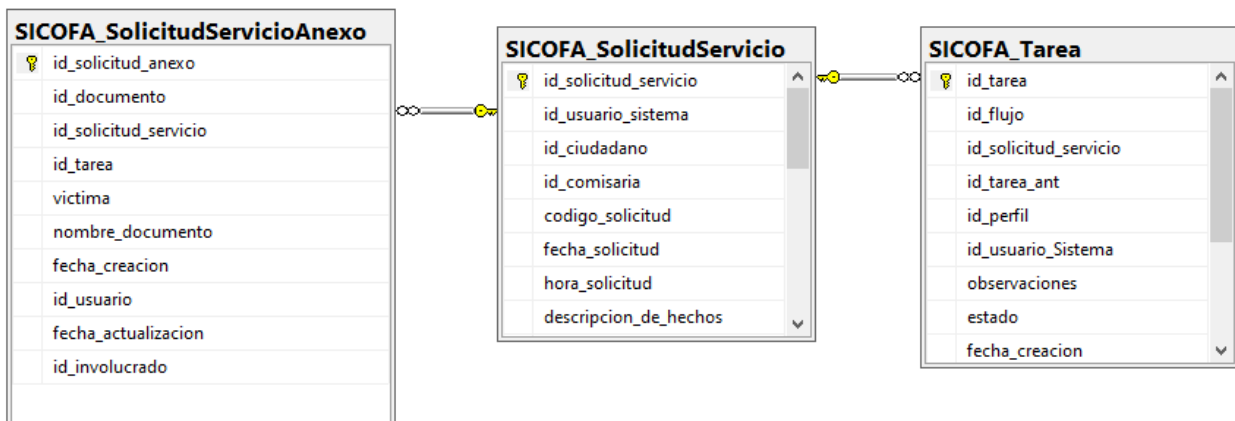 SICOFA_SolicitudServicioAnexo
id_solicitud_anexo
id_documento
id_solicitud_servicio
id_tarea
victima
nombre_documento
fecha_creacion
id_usuario
fecha_actualizacion
id_involucrado
SICOFA_SolicitudServicio
id_solicitud_servicio
id_usuario_sistema
id_ciudadano
id_comisaria
codigo_solicitud
fecha_solicitud
hora_solicitud
descripcion_de_hechos
SICOFA_Tarea
id_tarea
id_flujo
id_solicitud_servicio
id_tarea_ant
id_perfil
id_usuario_Sistema
observaciones
estado
fecha_creacion